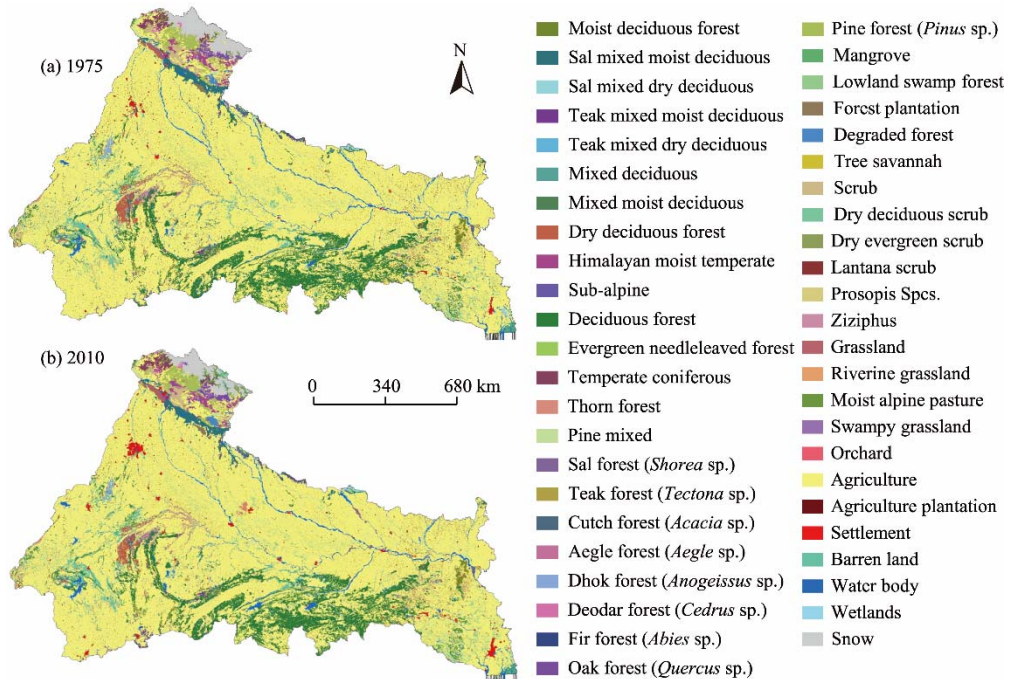 (a) 1975
N
(b) 2010
0 340 680 km
Moist deciduous forest
Sal mixed moist deciduous
Sal mixed dry deciduous
Teak mixed moist deciduous
Teak mixed dry deciduous
Mixed deciduous
Mixed moist deciduous
Dry deciduous forest
Himalayan moist temperate
Sub-alpine
Deciduous forest
Evergreen needleleaved forest
Temperate coniferous
Thorn forest
Pine mixed
Sal forest (Shorea sp.)
Teak forest (Tectona sp.)
Cutch forest (Acacia sp.)
Aegle forest (Aegle sp.)
Dhok forest (Anogeissus sp.)
Deodar forest (Cedrus sp.)
Fir forest (Abies sp.)
Oak forest (Quercus sp.)
Pine forest (Pinus sp.)
Mangrove
Lowland swamp forest
Forest plantation
Degraded forest
Tree savannah
Scrub
Dry deciduous scrub
Dry evergreen scrub
Lantana scrub
Prosopis Spcs.
Ziziphus
Grassland
Riverine grassland
Moist alpine pasture
Swampy grassland
Orchard
Agriculture
Agriculture plantation
Settlement
Barren land
Water body
Wetlands
Snow